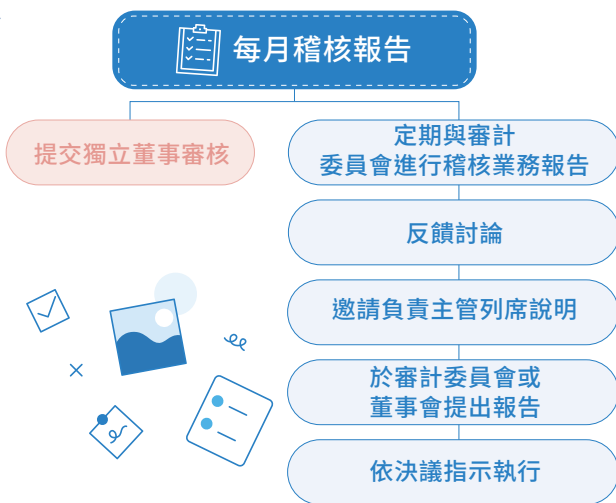 每月稽核報告
提交獨立董事審核
定期與審計
委員會進行稽核業務報告
反饋討論
邀請負責主管列席說明
於審計委員會或
董事會提出報告
依決議指示執行